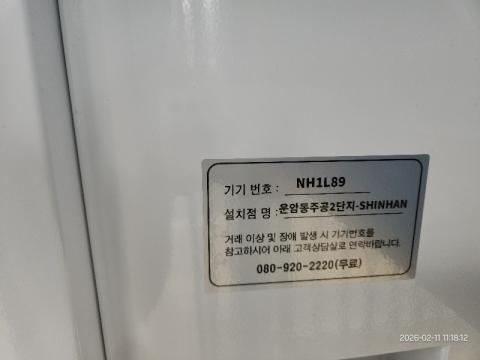 기기 번호 : NH1L89
설치점 명 : 운암동주공2단지-SHINHAN
거래 이상 및 장애 발생 시 기기번호를
참고하시어 아래 고객상담실로 연락바랍니다.
080-920-2220(무료)
2026-02-11 11:18:12